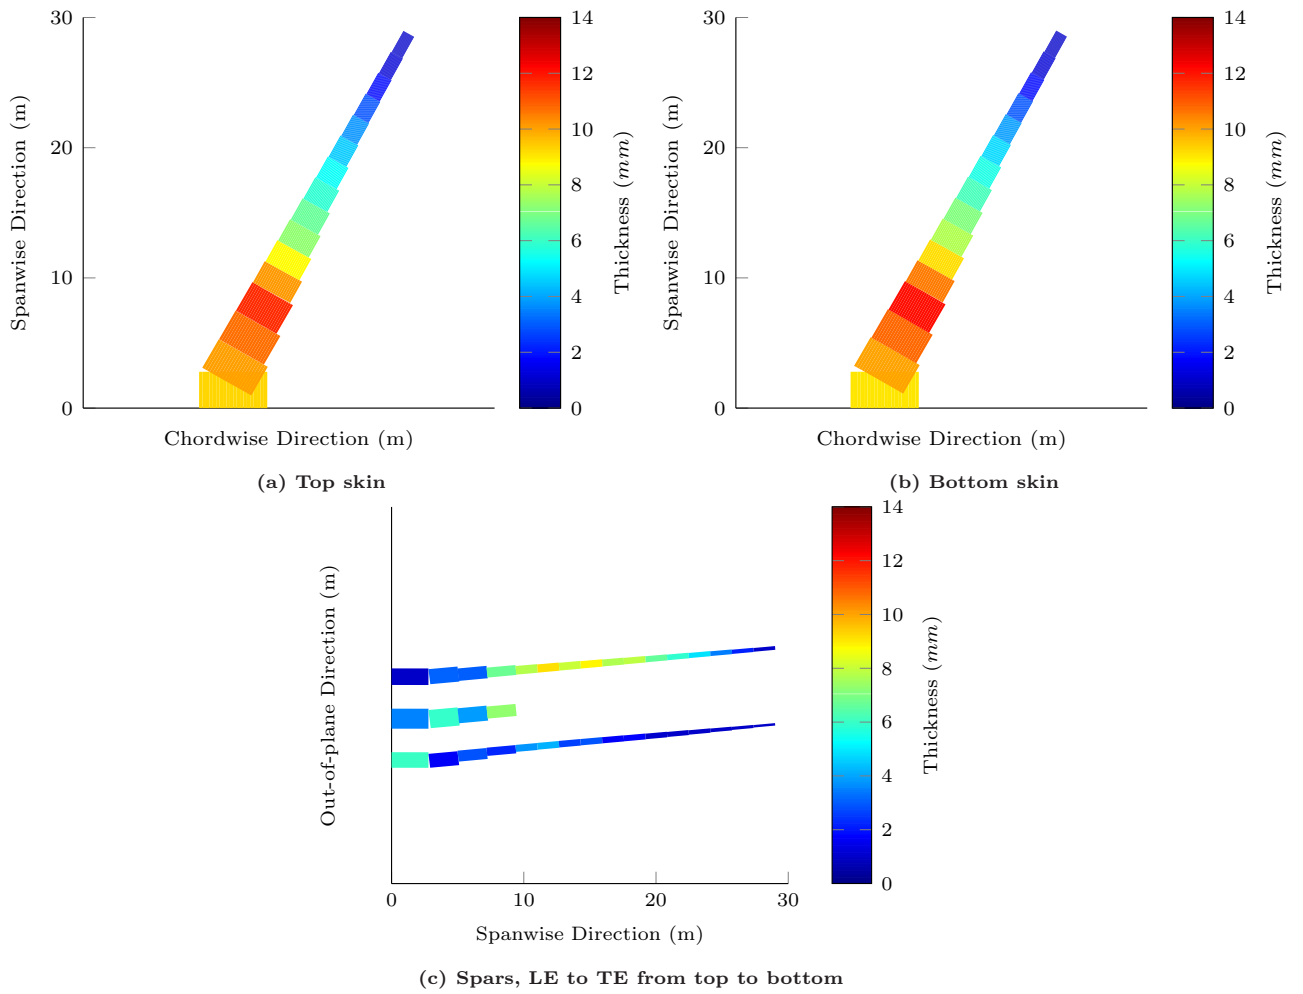 30
20
10
0
Spanwise Direction (m)
Chordwise Direction (m)
14
12
10
8
6
4
2
0
Thickness (mm)
(a) Top skin
30
20
10
0
Spanwise Direction (m)
Chordwise Direction (m)
14
12
10
8
6
4
2
0
Thickness (mm)
(b) Bottom skin
Out-of-plane Direction (m)
0 10 20 30
Spanwise Direction (m)
14
12
10
8
6
4
2
0
Thickness (mm)
(c) Spars, LE to TE from top to bottom